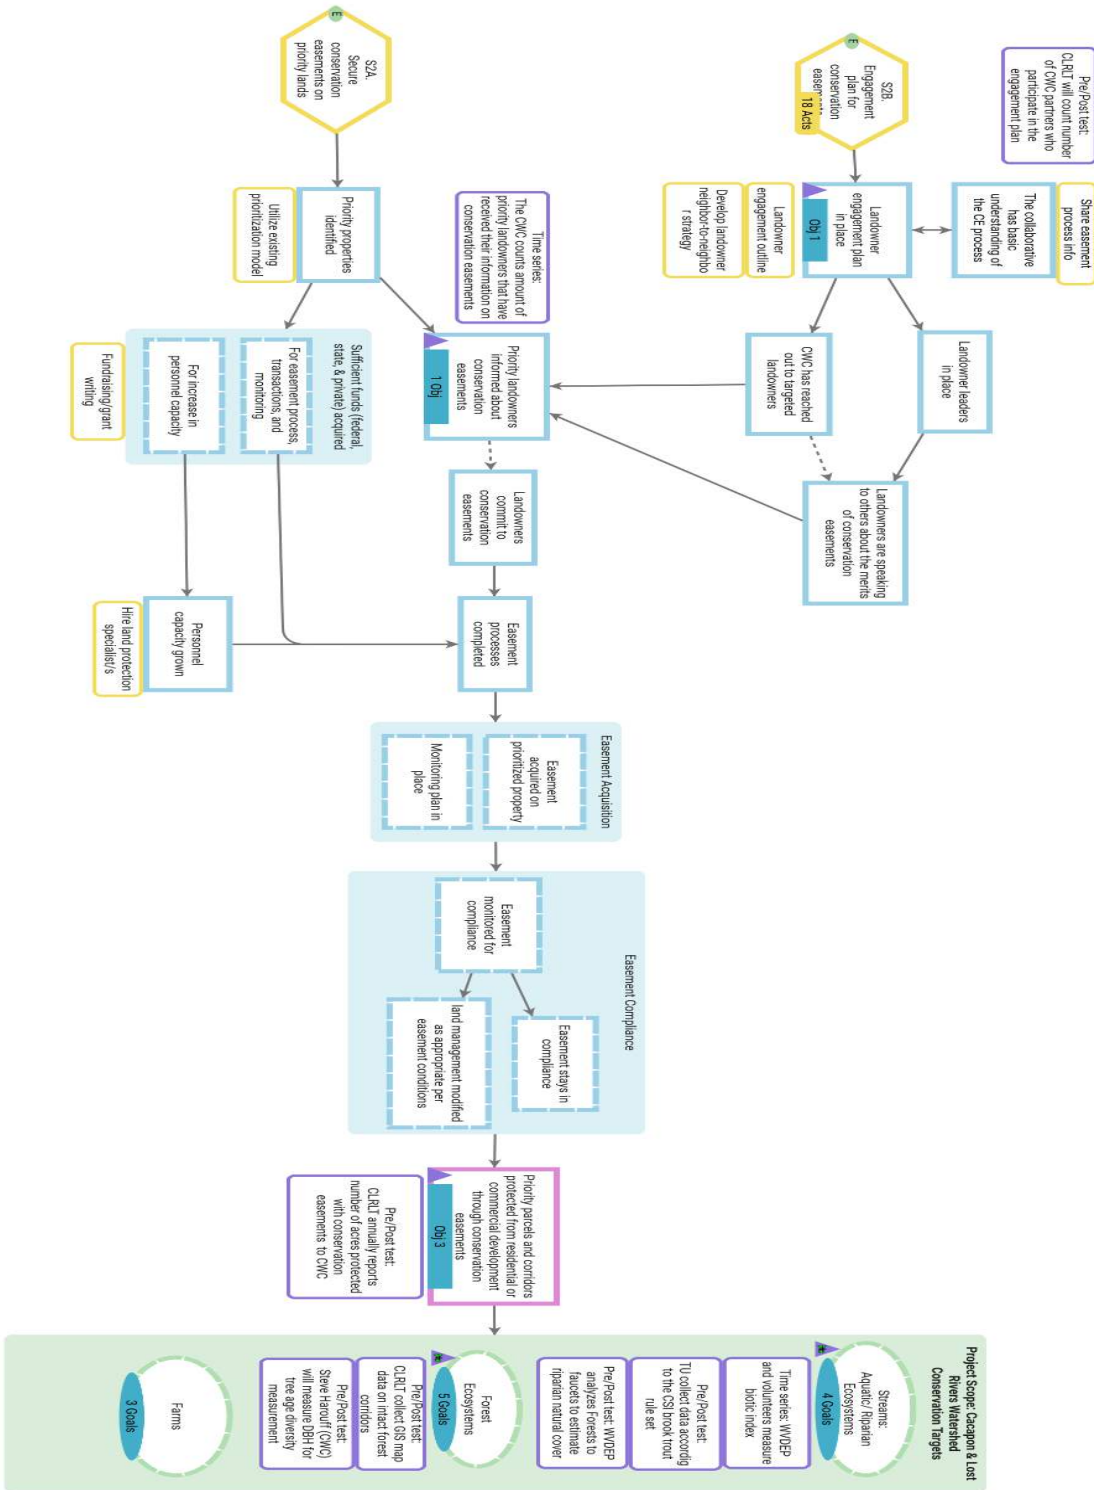 Pre/Post test:
CLRLT will count number
of CWC partners who
participate in the
engagement plan
Share easement
process info
The collaborative
has basic
understanding of
the CE process
S2B.
Engagement
plan for
conservation
easements
18 Acts
E
Landowner
engagement plan
in place
Obj 1
Landowner
engagement outline
Develop landowner
neighbor-to-neighbo
r strategy
Landowner leaders
in place
CWC has reached
out to targeted
landowners
Landowners are speaking
to others about the merits
of conservation
easements
S2A.
Secure
conservation
easements on
priority lands
E
Priority properties
identified
Utilize existing
prioritization model
Time series:
The CWC counts amount of
priority landowners that have
received their information on
conservation easements
Priority landowners
informed about
conservation
easements
1 Obj
Sufficient funds (federal,
state, & private) acquired
For easement process,
transactions, and
monitoring
For increase in
personnel capacity
Fundraising/grant
writing
Landowners
commit to
conservation
easements
Easement
processes
completed
Personnel
capacity grown
Hire land protection
specialist/s
Easement Acquisition
Easement
acquired on
prioritized property
Monitoring plan in
place
Easement Compliance
Easement
monitored for
compliance
Easement stays in
compliance
land management modified
as appropriate per
easement conditions
Priority parcels and corridors
protected from residential or
commercial development
through conservation
easements
Obj 3
Pre/Post test:
CLRLT annually reports
number of acres protected
with conservation
easements to CWC
Project Scope: Cacapon & Lost
Rivers Watershed
Conservation Targets
Streams:
Aquatic/ Riparian
Ecosystems
4 Goals
Time series: WVDEP
and volunteers measure
biotic index
Pre/Post test:
TU collect data accordig
to the CSI brook trout
rule set
Pre/Post test: WVDEP
analyzes Forests to
faucets to estimate
riparian natural cover
Forest
Ecosystems
5 Goals
Pre/Post test:
CLRLT collect GIS map
data on intact forest
corridors
Pre/Post test:
Steve Harouff (CWC)
will measure DBH for
tree age diversity
measurement
Farms
3 Goals